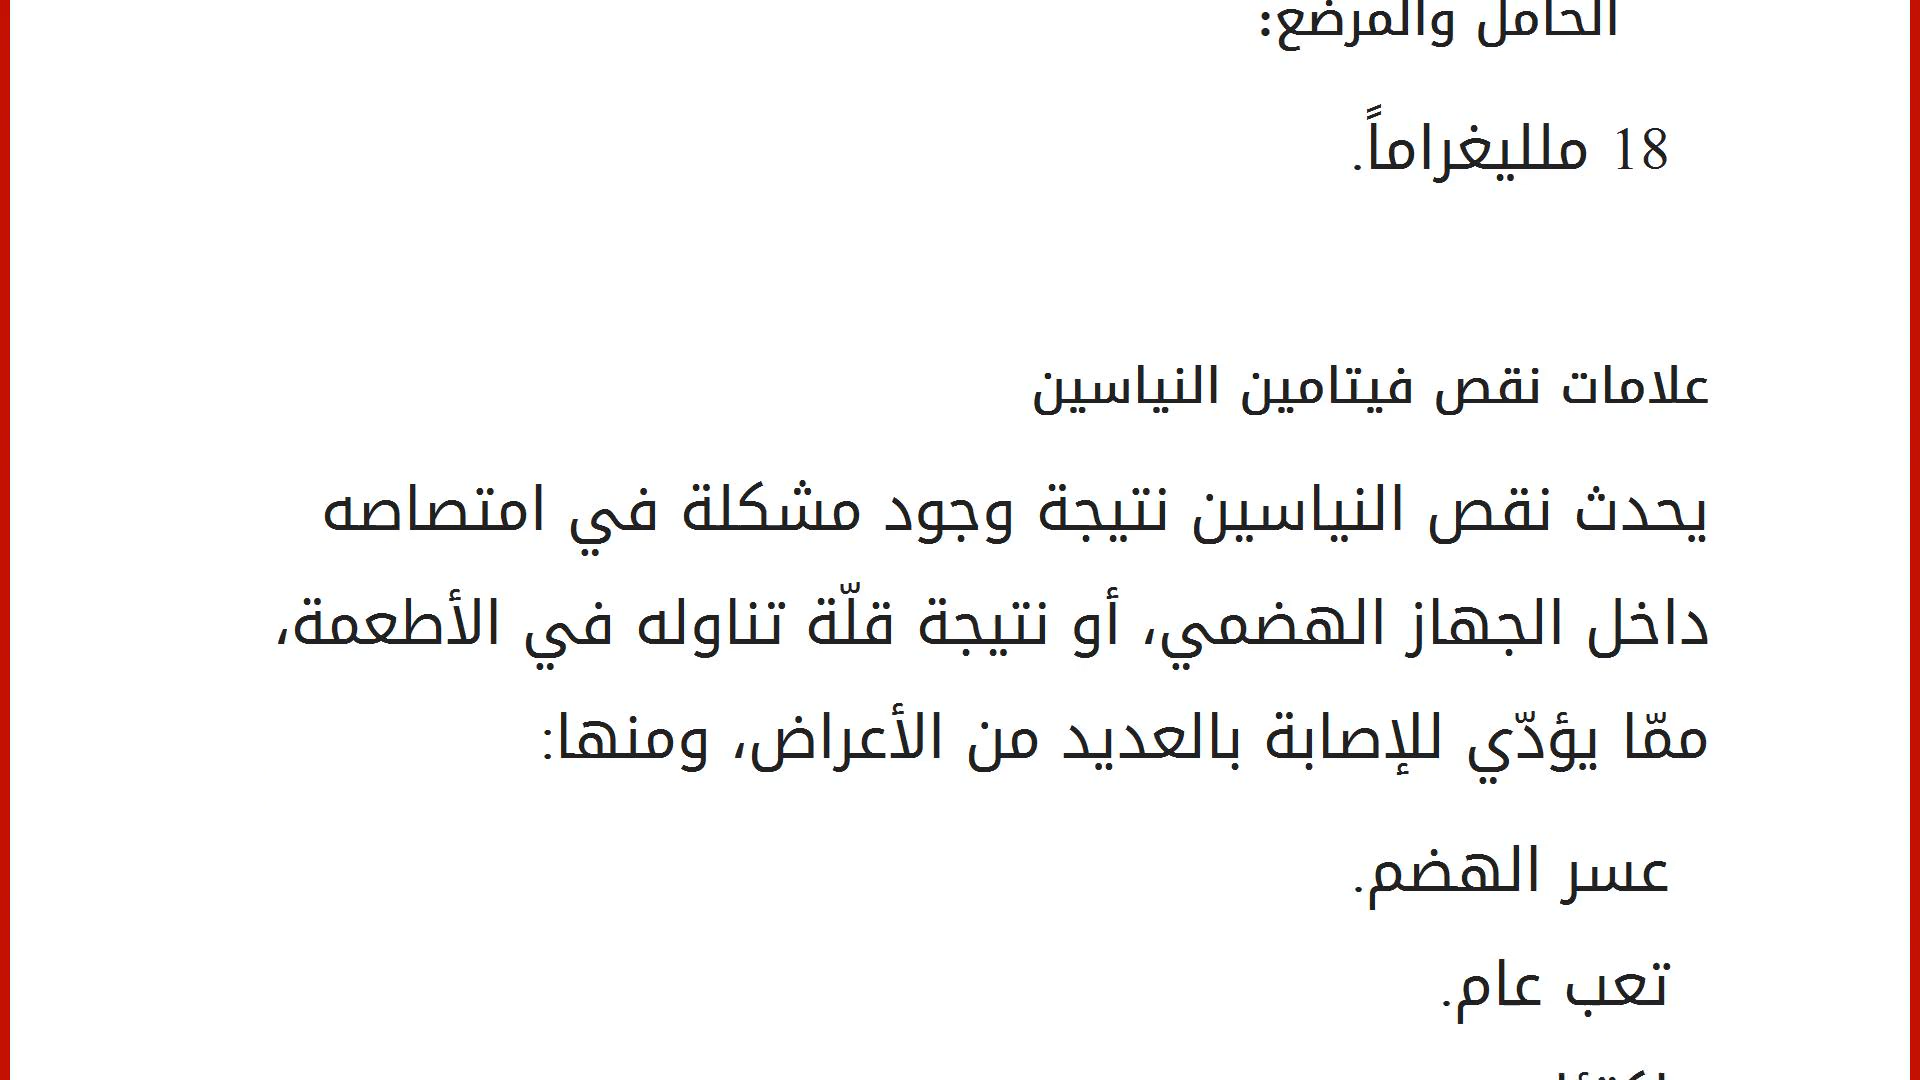 الحامل والمرضع:
18 ملليغراماً.
علامات نقص فيتامين النياسين
يحدث نقص النياسين نتيجة وجود مشكلة في امتصاصه
داخل الجهاز الهضمي، أو نتيجة قلّة تناوله في الأطعمة،
ممّا يؤدّي للإصابة بالعديد من الأعراض، ومنها:
عسر الهضم.
تعب عام.